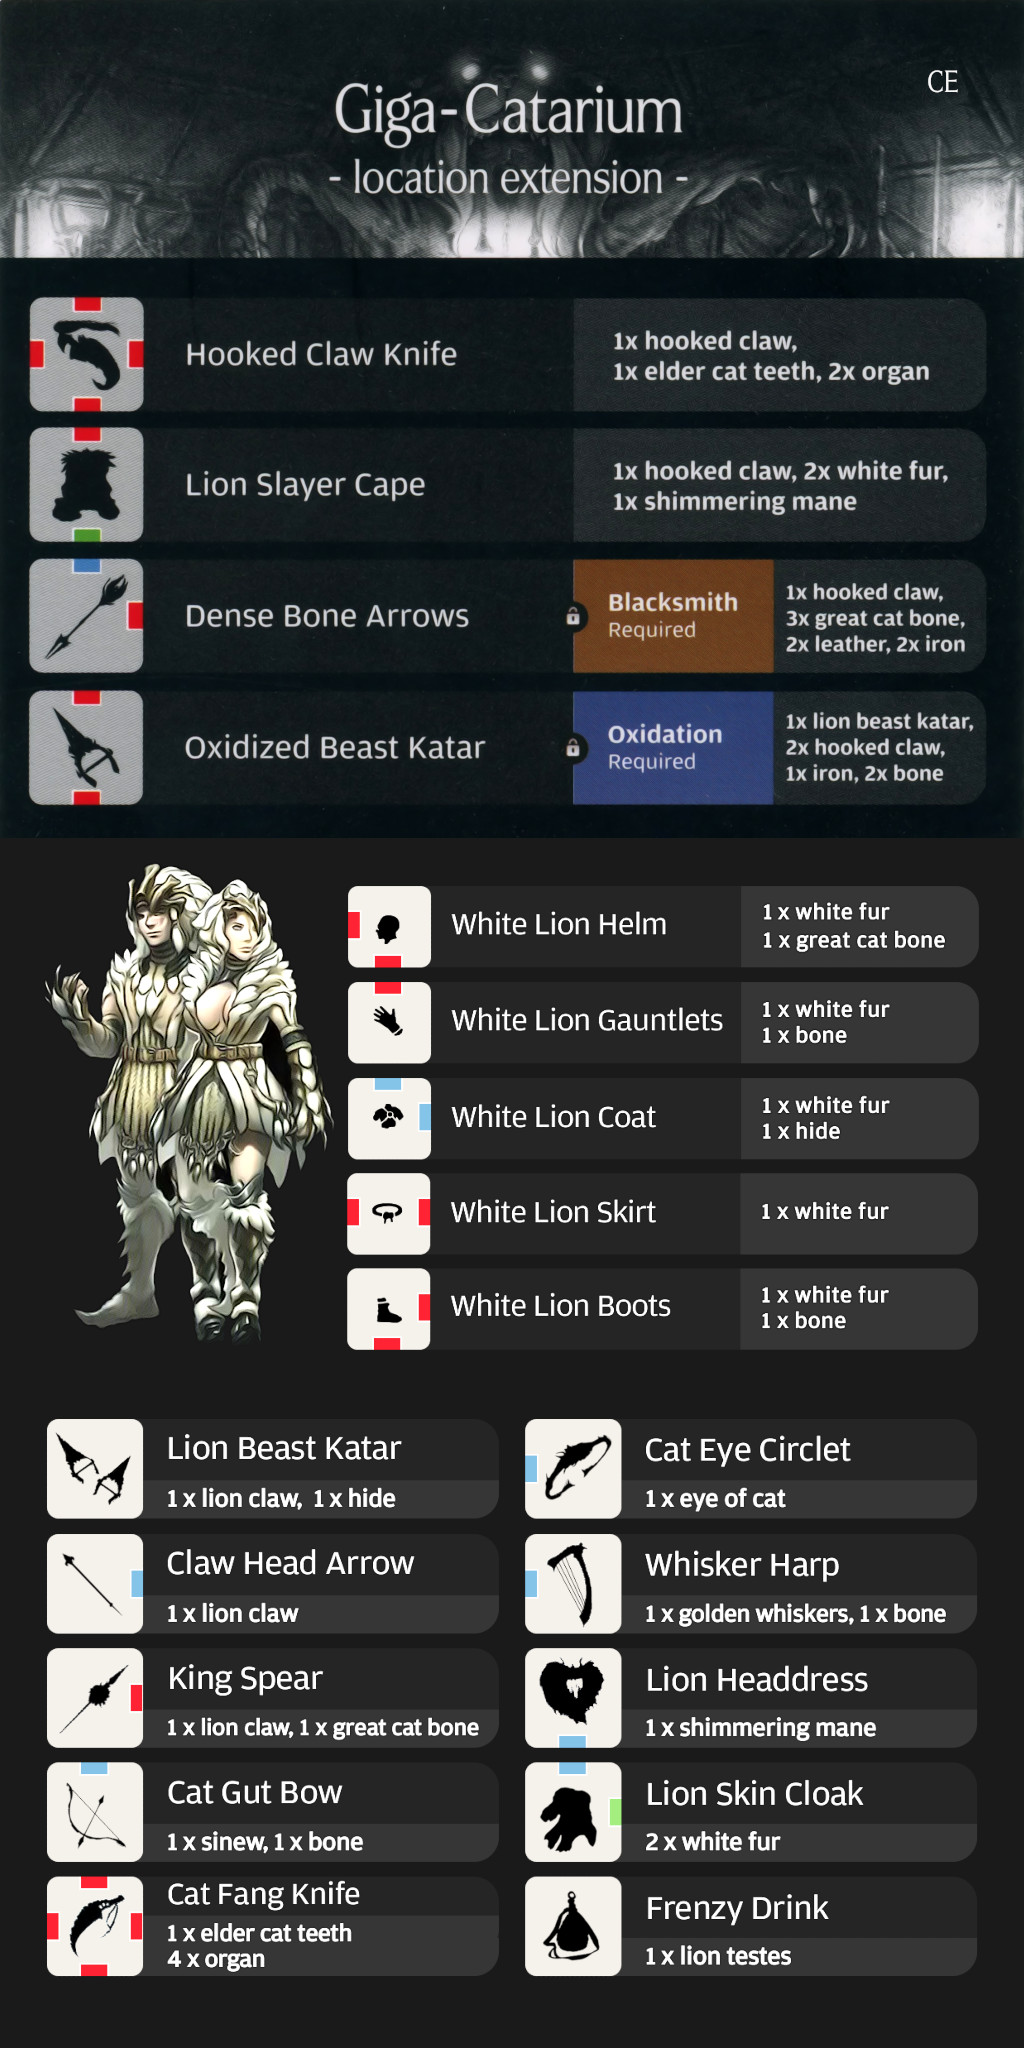 CE
Giga-Catarium
- location extension -
Hooked Claw Knife
1x hooked claw,
1x elder cat teeth, 2x organ
Lion Slayer Cape
1x hooked claw, 2x white fur,
1x shimmering mane
Dense Bone Arrows
Blacksmith
Required
1x hooked claw,
3x great cat bone,
2x leather, 2x iron
Oxidized Beast Katar
Oxidation
Required
1x lion beast katar,
2x hooked claw,
1x iron, 2x bone
White Lion Helm
1 x white fur
1 x great cat bone
White Lion Gauntlets
1 x white fur
1 x bone
White Lion Coat
1 x white fur
1 x hide
White Lion Skirt
1 x white fur
White Lion Boots
1 x white fur
1 x bone
Lion Beast Katar
1 x lion claw, 1 x hide
Claw Head Arrow
1 x lion claw
King Spear
1 x lion claw, 1 x great cat bone
Cat Gut Bow
1 x sinew, 1 x bone
Cat Fang Knife
1 x elder cat teeth
4 x organ
Cat Eye Circlet
1 x eye of cat
Whisker Harp
1 x golden whiskers, 1 x bone
Lion Headdress
1 x shimmering mane
Lion Skin Cloak
2 x white fur
Frenzy Drink
1 x lion testes